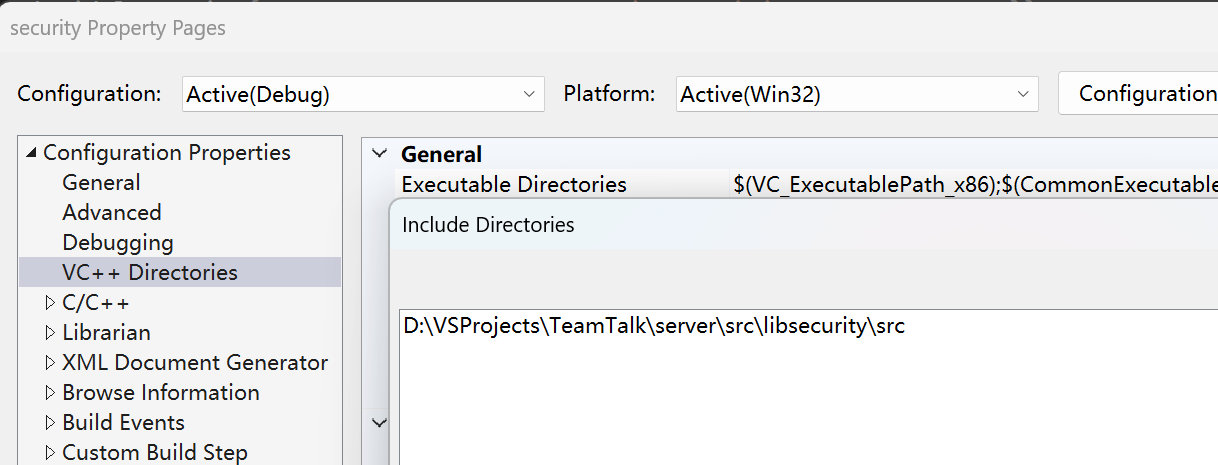 security Property Pages
Configuration: Active(Debug) Platform: Active(Win32) Configuration
Configuration Properties
General
Advanced
Debugging
VC++ Directories
C/C++
Librarian
XML Document Generator
Browse Information
Build Events
Custom Build Step
General
Executable Directories $(VC_ExecutablePath_x86);$(CommonExecutable
Include Directories
D:\VSProjects\TeamTalk\server\src\libsecurity\src